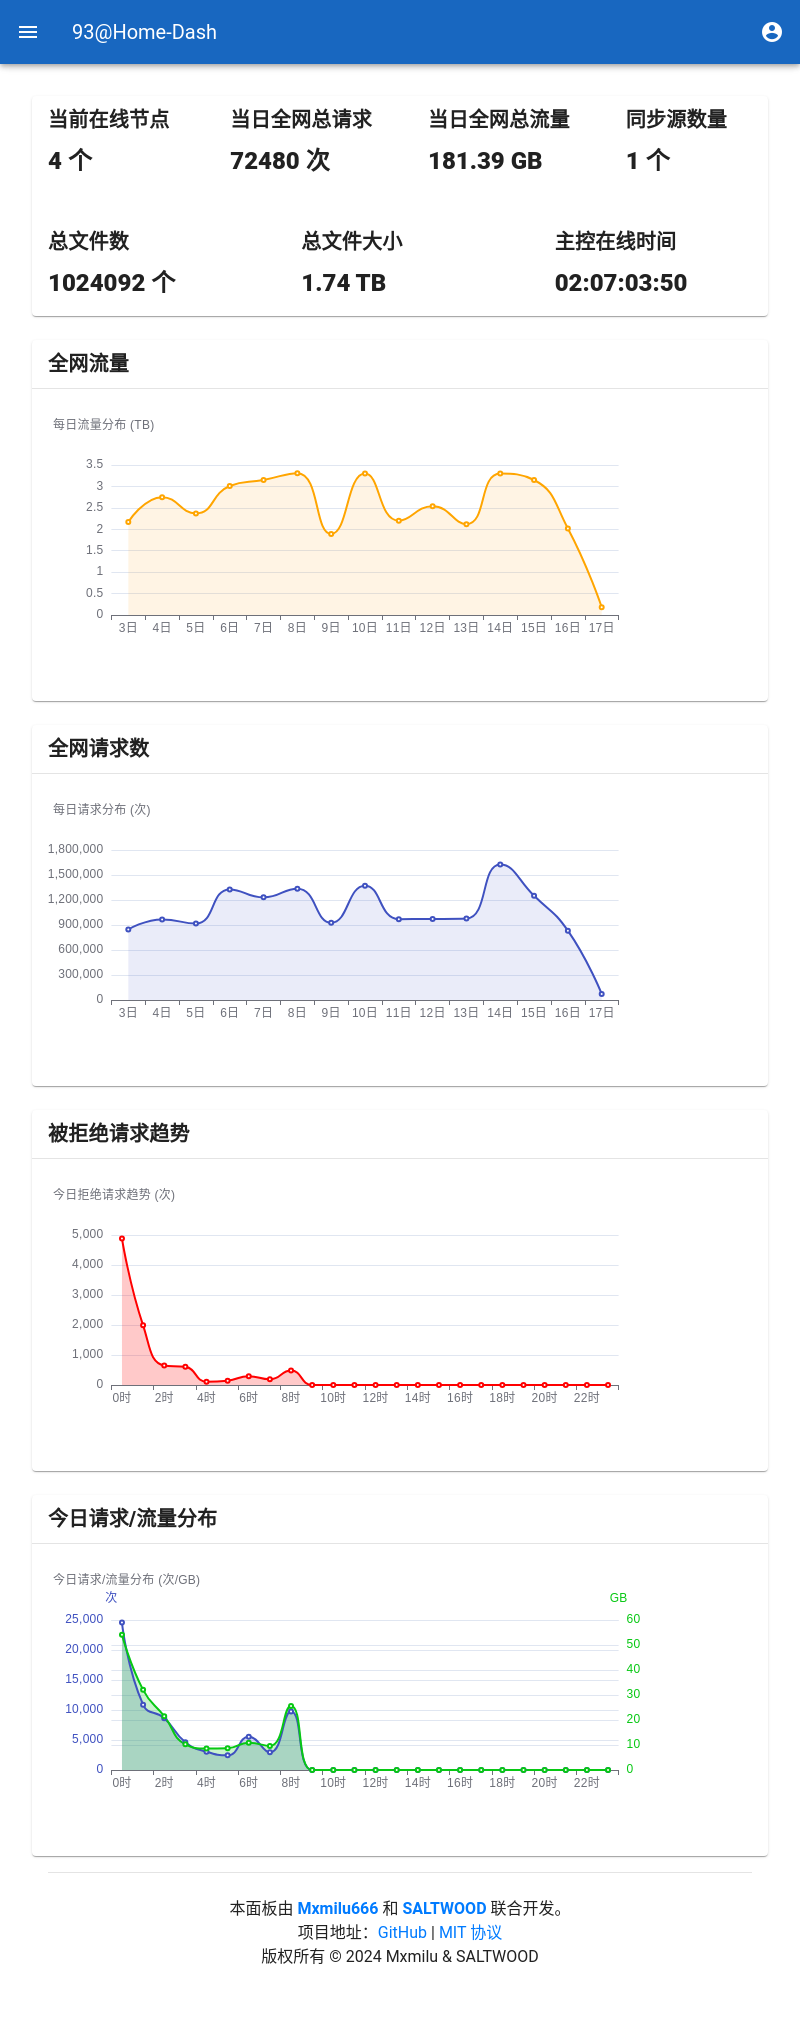 93@Home-Dash
当前在线节点 当日全网总请求 当日全网总流量 同步源数量
4 个 72480 次 181.39 GB 1 个
总文件数 总文件大小 主控在线时间
1024092 个 1.74 TB 02:07:03:50
全网流量
每日流量分布 (TB)
3.5
3
2.5
2
1.5
1
0.5
0
3日 4日 5日 6日 7日 8日 9日 10日 11日 12日 13日 14日 15日 16日 17日
全网请求数
每日请求分布 (次)
1,800,000
1,500,000
1,200,000
900,000
600,000
300,000
0
3日 4日 5日 6日 7日 8日 9日 10日 11日 12日 13日 14日 15日 16日 17日
被拒绝请求趋势
今日拒绝请求趋势 (次)
5,000
4,000
3,000
2,000
1,000
0
0时 2时 4时 6时 8时 10时 12时 14时 16时 18时 20时 22时
今日请求/流量分布
今日请求/流量分布 (次/GB)
次 GB
25,000 60
50
20,000
15,000 40
30
10,000
20
5,000 10
0 0
0时 2时 4时 6时 8时 10时 12时 14时 16时 18时 20时 22时
本面板由 Mxmilu666 和 SALTWOOD 联合开发。
项目地址：GitHub | MIT 协议
版权所有 © 2024 Mxmilu & SALTWOOD